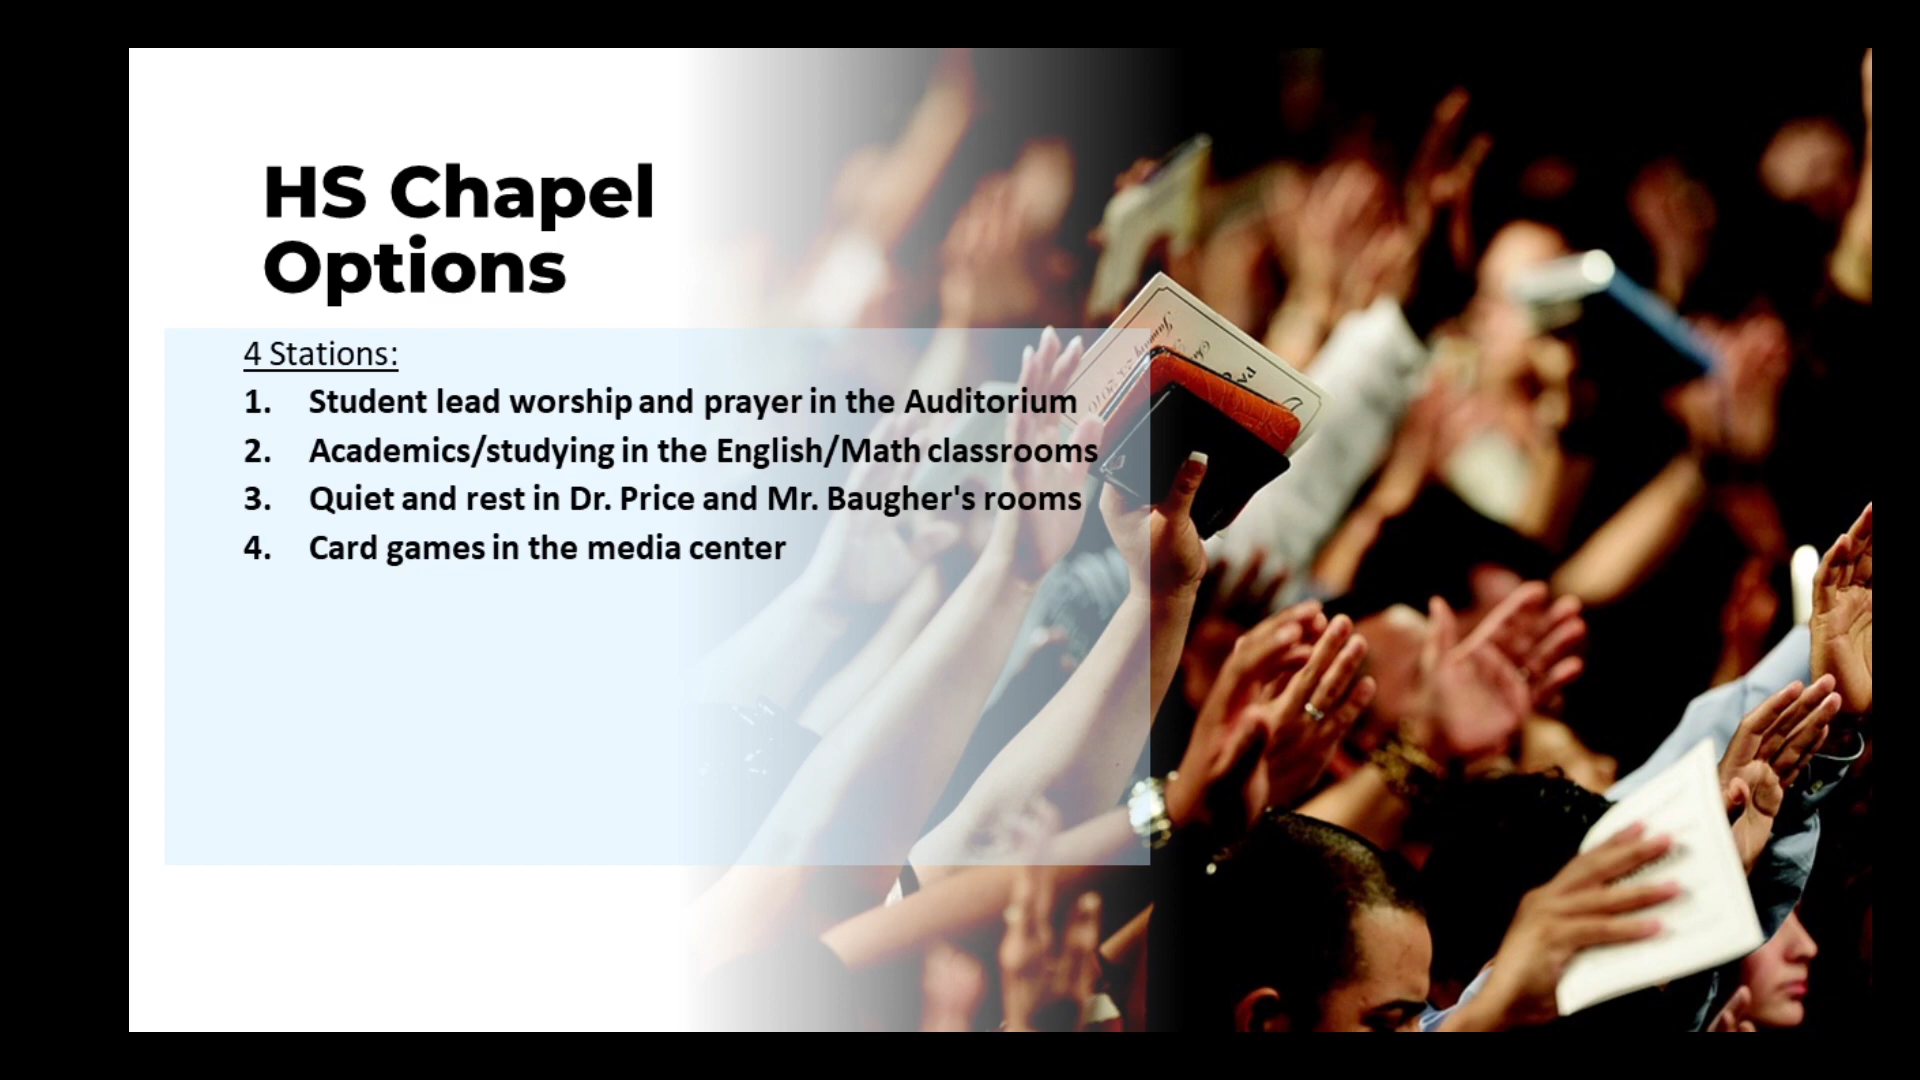 HS Chapel
Options
4 Stations:
1. Student lead worship and prayer in the Auditorium
2. Academics/studying in the English/Math classrooms
3. Quiet and rest in Dr. Price and Mr. Baugher's rooms
4. Card games in the media center